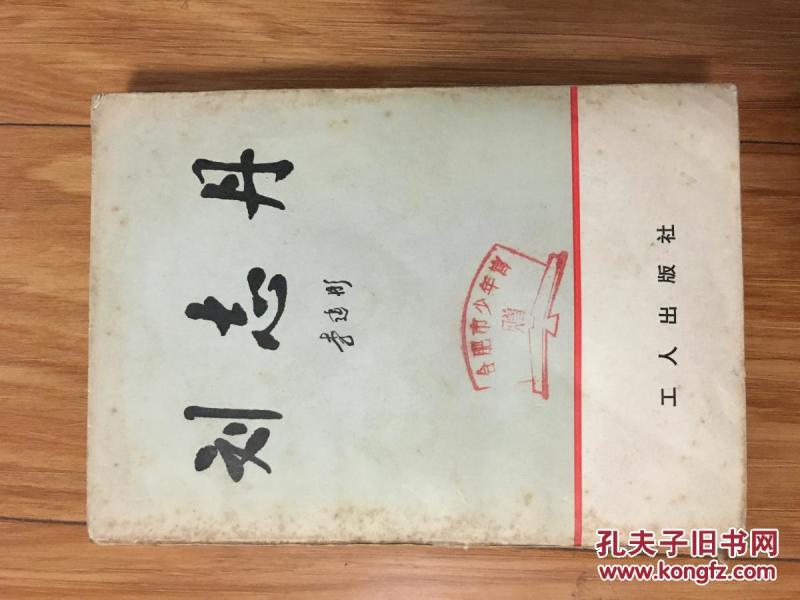 刘志丹
李建彤
合肥市少年宫
赠
工人出版社
孔夫子旧书网
www.kongfz.com